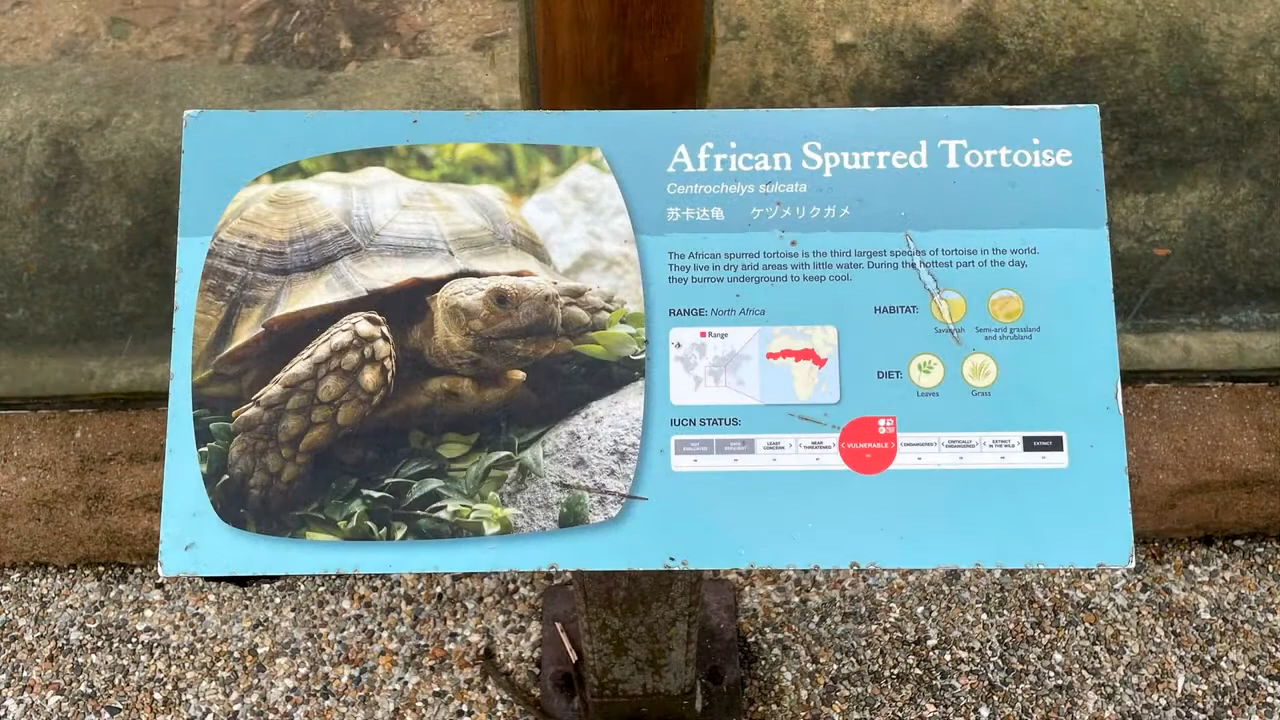 African Spurred Tortoise
Centrochelys sulcata
苏卡达龟 ケヅメリクガメ
The African spurred tortoise is the third largest species of tortoise in the world.
They live in dry arid areas with little water. During the hottest part of the day,
they burrow underground to keep cool.
RANGE: North Africa
Range
HABITAT:
Savannah
Semi-arid grassland
and shrubland
DIET:
Leaves
Grass
IUCN STATUS:
NOT
EVALUATED
DATA
DEFICIENT
LEAST
CONCERN
NEAR
THREATENED
VULNERABLE
ENDANGERED
CRITICALLY
ENDANGERED
EXTINCT
IN THE WILD
EXTINCT